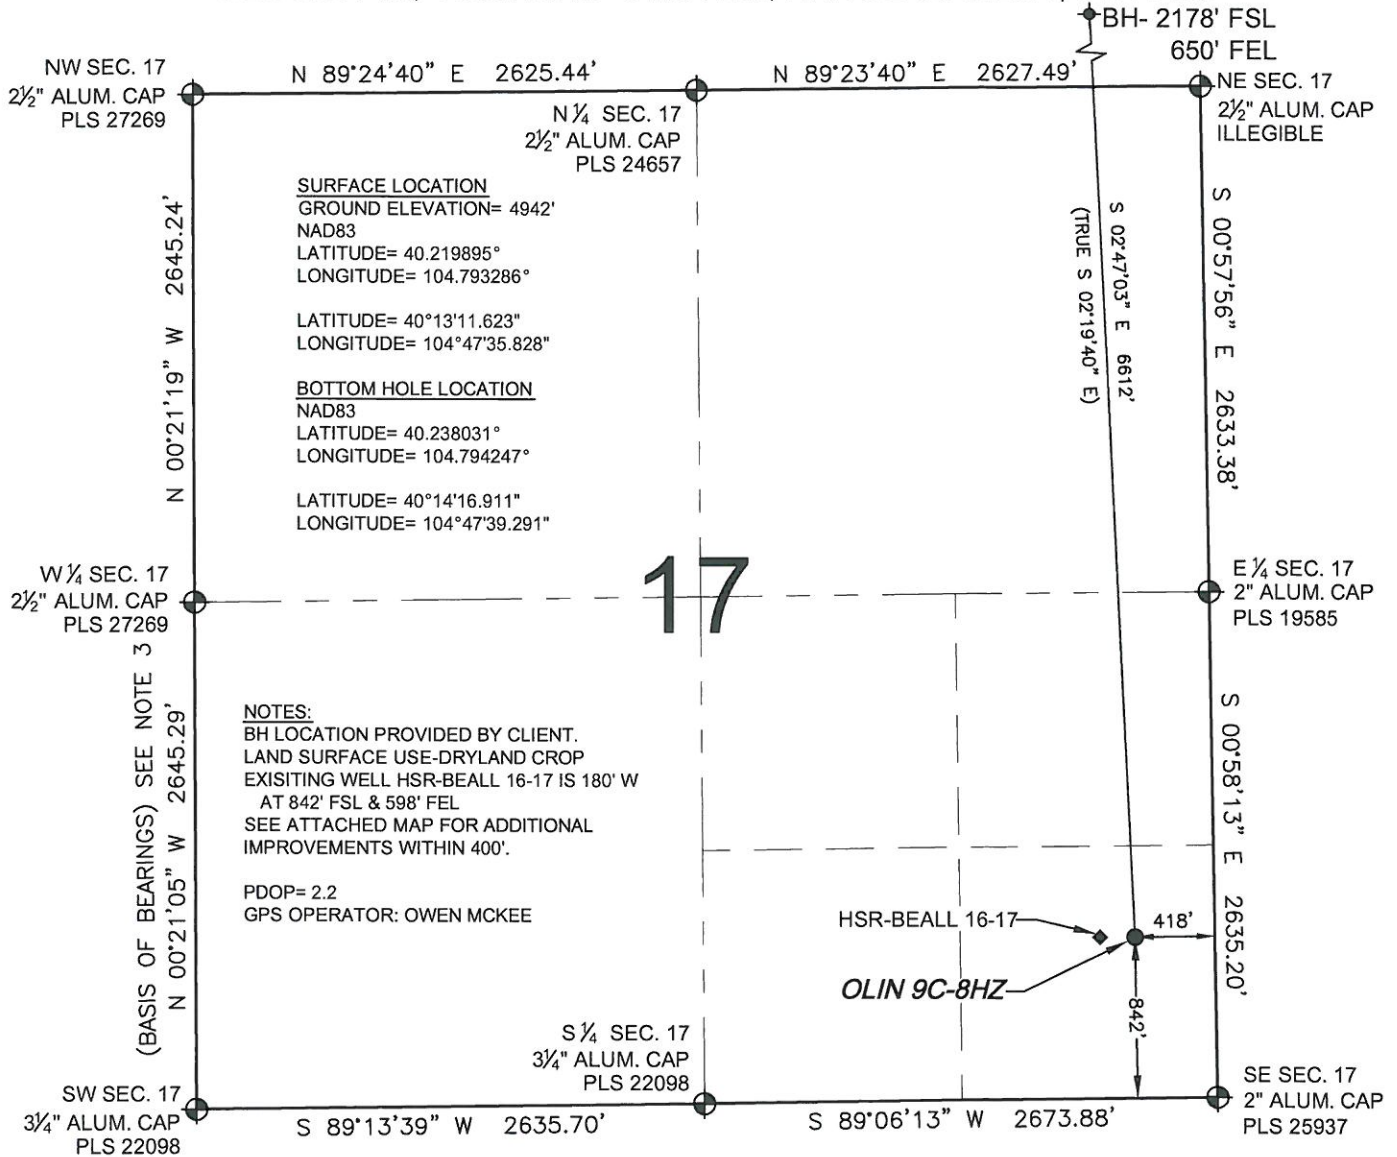 BH- 2178' FSL
650' FEL
NW SEC. 17
2½" ALUM. CAP
PLS 27269
N 89°24'40" E 2625.44'
N 89°23'40" E 2627.49'
NE SEC. 17
2½" ALUM. CAP
ILLEGIBLE
N ¼ SEC. 17
2½" ALUM. CAP
PLS 24657
SURFACE LOCATION
GROUND ELEVATION= 4942'
NAD83
LATITUDE= 40.219895°
LONGITUDE= 104.793286°
LATITUDE= 40°13'11.623"
LONGITUDE= 104°47'35.828"
BOTTOM HOLE LOCATION
NAD83
LATITUDE= 40.238031°
LONGITUDE= 104.794247°
LATITUDE= 40°14'16.911"
LONGITUDE= 104°47'39.291"
N 00°21'19" W 2645.24'
S 02°47'03" E 6612'
(TRUE S 02°19'40" E)
S 00°57'56" E 2633.38'
W ¼ SEC. 17
2½" ALUM. CAP
PLS 27269
17
E ¼ SEC. 17
2" ALUM. CAP
PLS 19585
(BASIS OF BEARINGS) SEE NOTE 3
N 00°21'05" W 2645.29'
NOTES:
BH LOCATION PROVIDED BY CLIENT.
LAND SURFACE USE-DRYLAND CROP
EXISITING WELL HSR-BEALL 16-17 IS 180' W
AT 842' FSL & 598' FEL
SEE ATTACHED MAP FOR ADDITIONAL
IMPROVEMENTS WITHIN 400'.
PDOP= 2.2
GPS OPERATOR: OWEN MCKEE
S 00°58'13" E 2635.20'
HSR-BEALL 16-17
418'
OLIN 9C-8HZ
842'
S ¼ SEC. 17
3¼" ALUM. CAP
PLS 22098
SW SEC. 17
3¼" ALUM. CAP
PLS 22098
S 89°13'39" W 2635.70'
S 89°06'13" W 2673.88'
SE SEC. 17
2" ALUM. CAP
PLS 25937